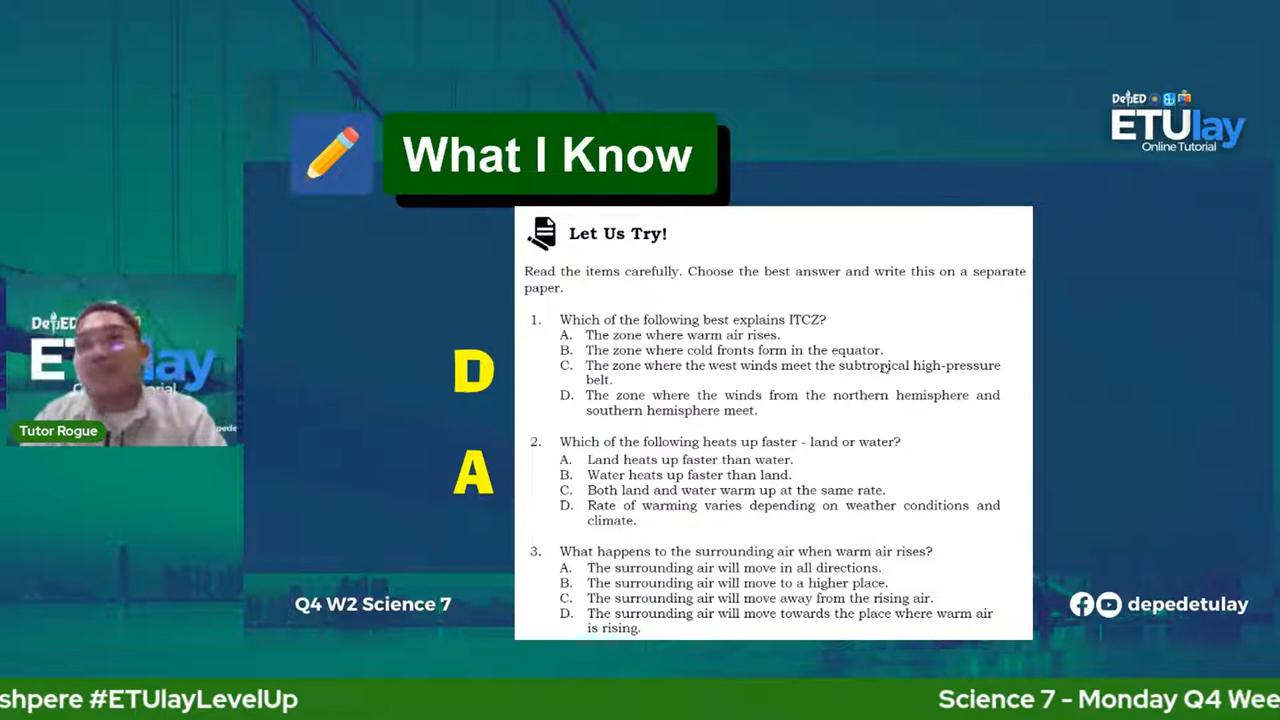 What I Know
DepED
ETUlay
Online Tutorial
Let Us Try!
Read the items carefully. Choose the best answer and write this on a separate
paper.
1. Which of the following best explains ITCZ?
A. The zone where warm air rises.
B. The zone where cold fronts form in the equator.
C. The zone where the west winds meet the subtropical high-pressure
belt.
D. The zone where the winds from the northern hemisphere and
southern hemisphere meet.
D
2. Which of the following heats up faster - land or water?
A. Land heats up faster than water.
B. Water heats up faster than land.
C. Both land and water warm up at the same rate.
D. Rate of warming varies depending on weather conditions and
climate.
A
3. What happens to the surrounding air when warm air rises?
A. The surrounding air will move in all directions.
B. The surrounding air will move to a higher place.
C. The surrounding air will move away from the rising air.
D. The surrounding air will move towards the place where warm air
is rising.
DepED
Tutor Rogue
Q4 W2 Science 7
depedetulay
shpere #ETUlayLevelUp
Science 7 - Monday Q4 Wee